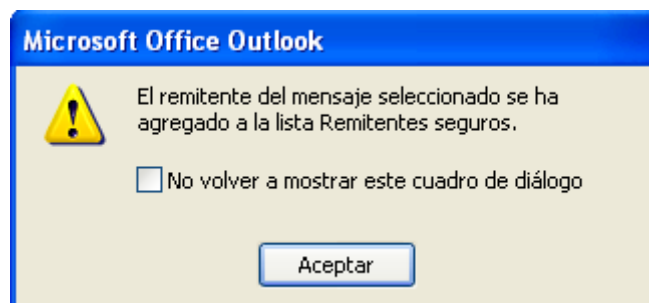 Microsoft Office Outlook
El remitente del mensaje seleccionado se ha
agregado a la lista Remitentes seguros.
No volver a mostrar este cuadro de diálogo
Aceptar